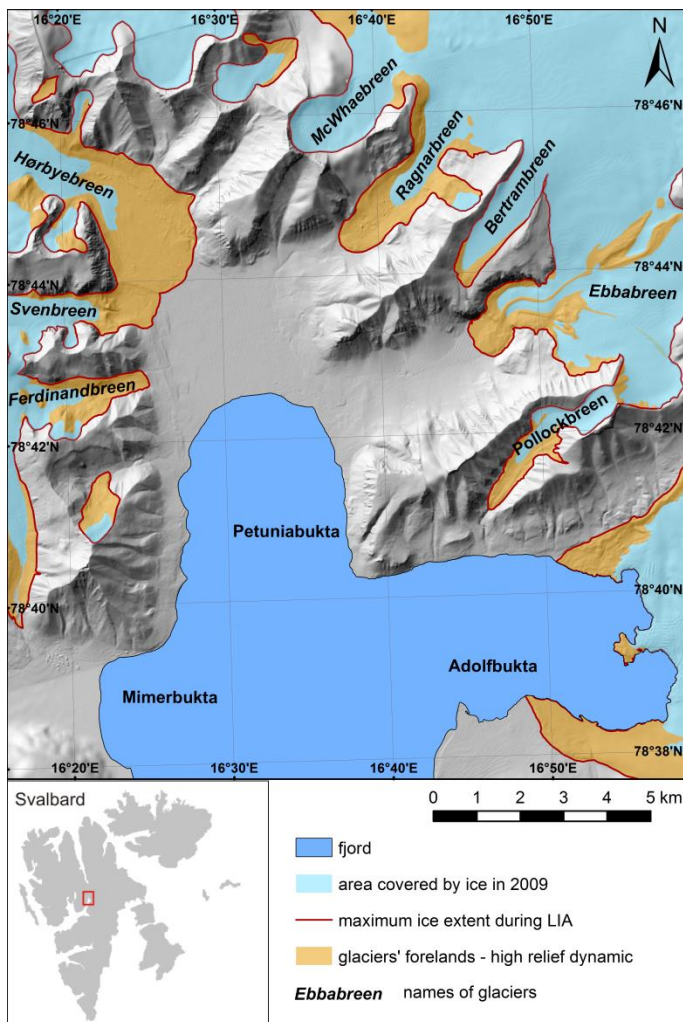 16°20'E 16°30'E 16°40'E 16°50'E
N
78°46'N
78°46'N
McWhaebreen
Hørbyebreen
Ragnarbreen
Bertrambreen
78°44'N
78°44'N
Svenbreen
Ebbabreen
Ferdinandbreen
78°42'N
78°42'N
Pollockbreen
Petuniabukta
78°40'N
78°40'N
Mimerbukta
Adolfbukta
78°38'N
16°20'E 16°30'E 16°40'E 16°50'E
Svalbard
0 1 2 3 4 5 km
fjord
area covered by ice in 2009
maximum ice extent during LIA
glaciers' forelands - high relief dynamic
Ebbabreen names of glaciers